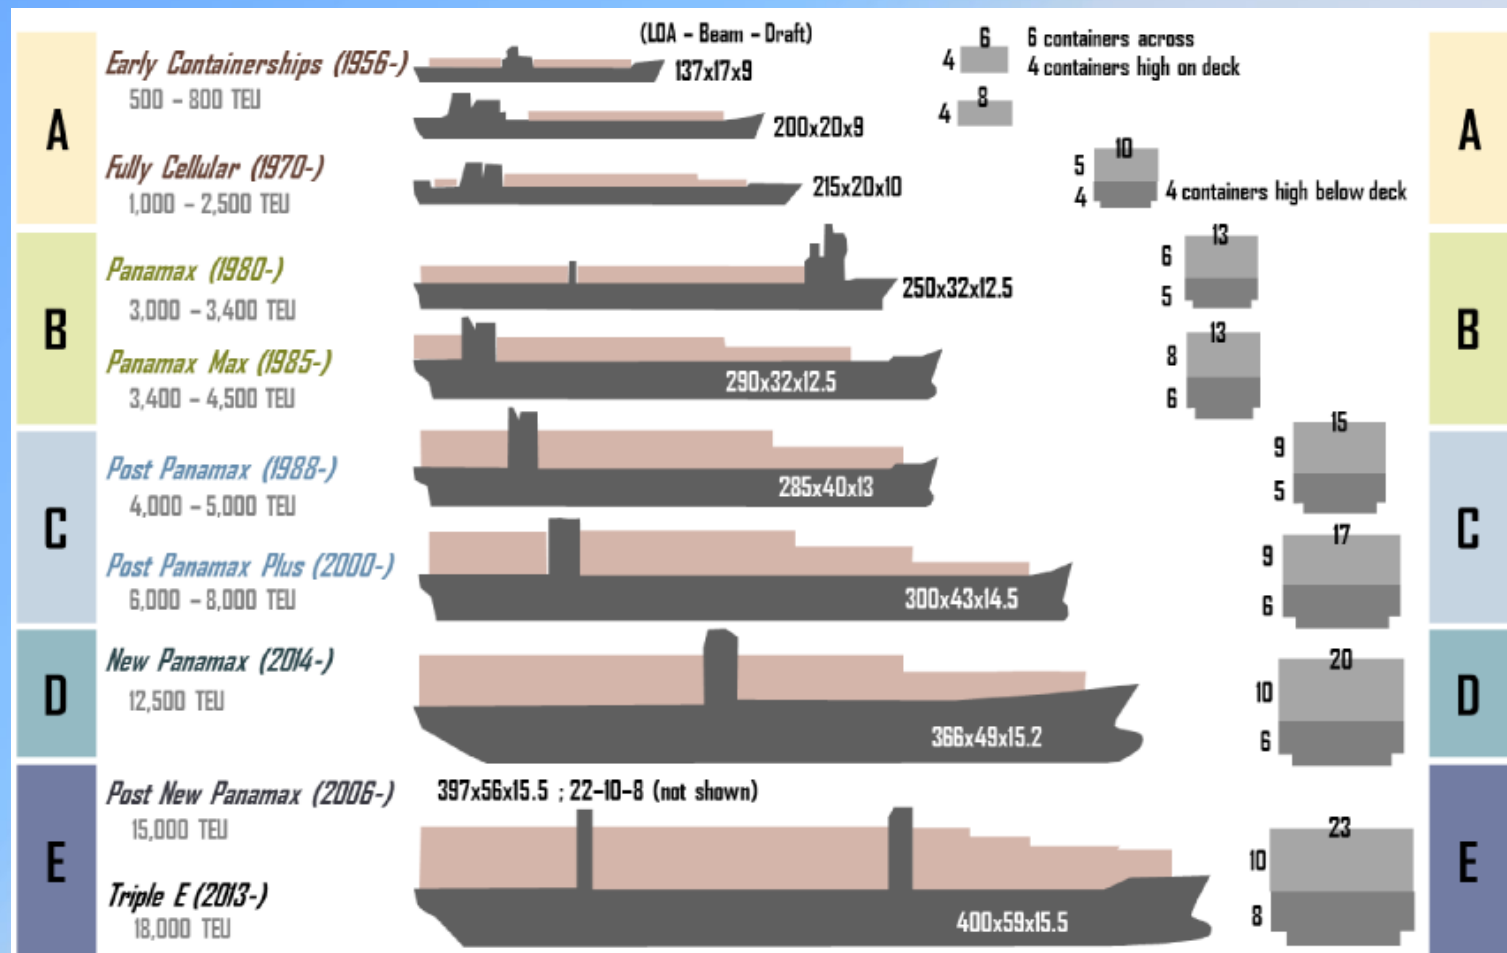 (LOA – Beam – Draft)
A
Early Containerships (1956-)
500 – 800 TEU
137x17x9
6
4
6 containers across
4 containers high on deck
A
200x20x9
8
4
Fully Cellular (1970-)
1,000 – 2,500 TEU
215x20x10
10
5
4
4 containers high below deck
B
Panamax (1980-)
3,000 – 3,400 TEU
250x32x12.5
13
6
5
B
Panamax Max (1985-)
3,400 – 4,500 TEU
290x32x12.5
13
8
6
C
Post Panamax (1988-)
4,000 – 5,000 TEU
285x40x13
15
9
5
C
Post Panamax Plus (2000-)
6,000 – 8,000 TEU
300x43x14.5
17
9
6
D
New Panamax (2014-)
12,500 TEU
366x49x15.2
20
10
6
D
E
Post New Panamax (2006-)
15,000 TEU
397x56x15.5 ; 22-10-8 (not shown)
E
Triple E (2013-)
18,000 TEU
400x59x15.5
23
10
8